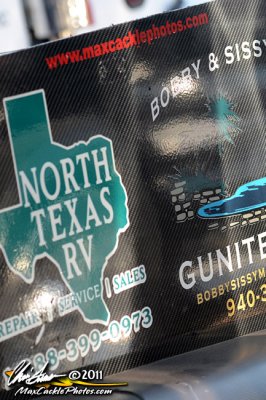 www.maxcacklephotos.com
BOBBY & SISSY
NORTH
TEXAS
RV
REPAIR | SERVICE | SALES
88-399-0973
GUNITE
BOBBYSISSYM
940-3
©2011
MaxCacklePhotos.com